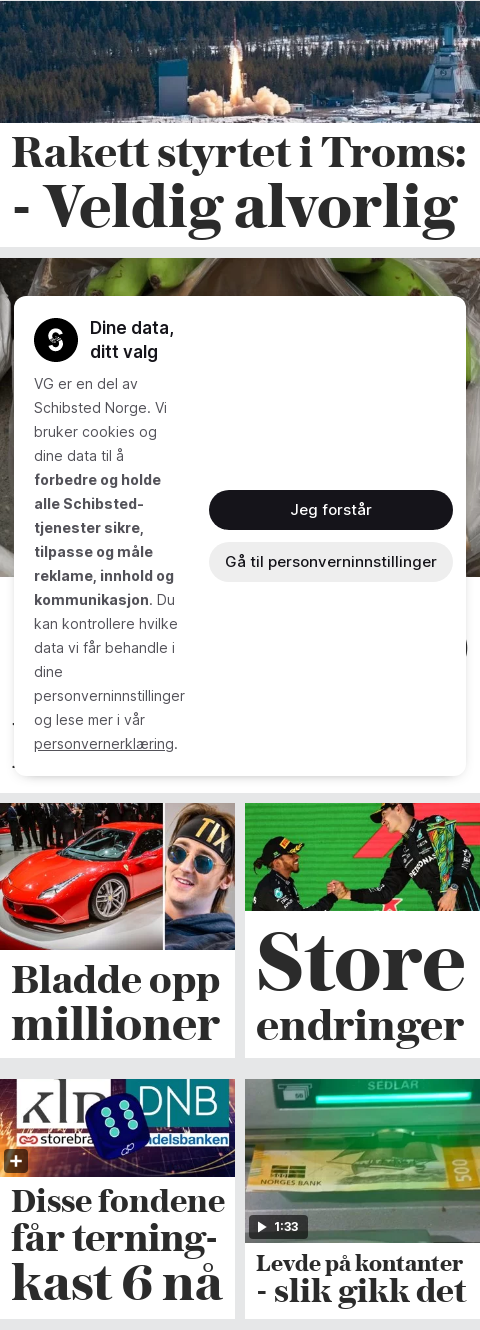 Rakett styrtet i Troms:
- Veldig alvorlig
Dine data,
ditt valg
VG er en del av
Schibsted Norge. Vi
bruker cookies og
dine data til å
forbedre og holde
alle Schibsted-
tjenester sikre,
tilpasse og måle
reklame, innhold og
kommunikasjon. Du
kan kontrollere hvilke
data vi får behandle i
dine
personverninnstillinger
og lese mer i vår
personvernerklæring.
Jeg forstår
Gå til personverninnstillinger
TIX
Bladde opp
millioner
PETRONAS
INEOS
Store
endringer
klp
DNB
storebra
delsbanken
Disse fondene
får terning-
kast 6 nå
SEDLAR
NORGES BANK
500
1:33
Levde på kontanter
- slik gikk det